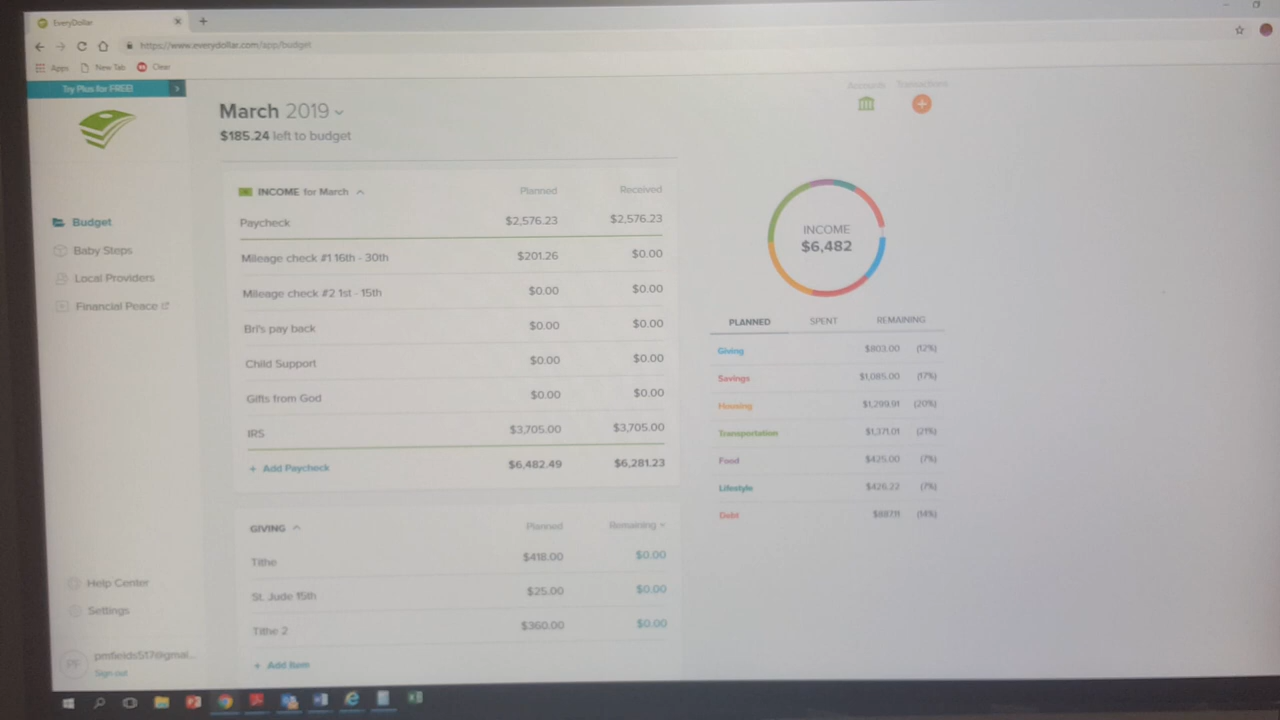 EveryDollar
https://www.everydollar.com/app/budget
Apps New Tab Clear
Try Plus for FREE!
Accounts Transactions
March 2019
$185.24 left to budget
Budget
Baby Steps
Local Providers
Financial Peace
INCOME for March Planned Received
Paycheck $2,576.23 $2,576.23
Mileage check #1 16th - 30th $201.26 $0.00
Mileage check #2 1st - 15th $0.00 $0.00
Bri's pay back $0.00 $0.00
Child Support $0.00 $0.00
Gifts from God $0.00 $0.00
IRS $3,705.00 $3,705.00
+ Add Paycheck $6,482.49 $6,281.23
INCOME
$6,482
PLANNED SPENT REMAINING
Giving $803.00 (12%)
Savings $1,085.00 (17%)
Housing $1,299.91 (20%)
Transportation $1,371.01 (21%)
Food $425.00 (7%)
Lifestyle $426.22 (7%)
Debt (14%)
GIVING Planned Remaining
Tithe $418.00 $0.00
St. Jude 15th $25.00 $0.00
Tithe 2 $360.00 $0.00
+ Add Item
Help Center
Settings
PF
pmfields517@gmai...
Sign out